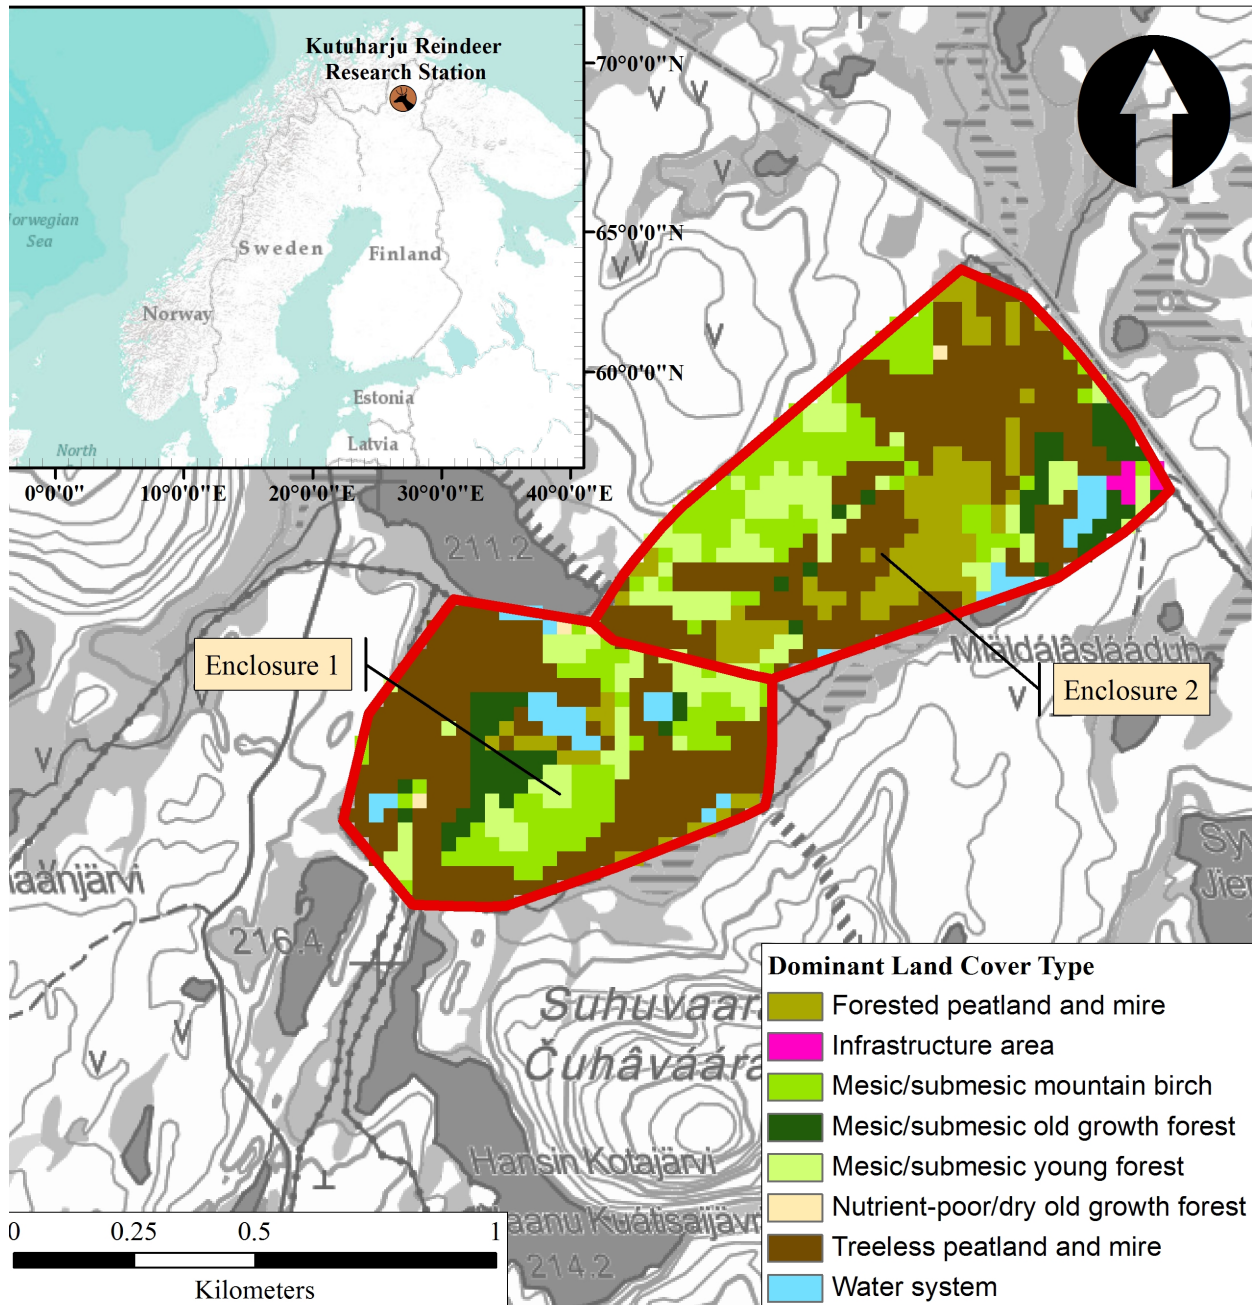 Kutuharju Reindeer
Research Station
Norwegian
Sea
Sweden
Finland
Norway
Estonia
Latvia
North
70°0'0"N
65°0'0"N
60°0'0"N
0°0'0"
10°0'0"E
20°0'0"E
30°0'0"E
40°0'0"E
211.2
Enclosure 1
Miäldálâslááduh
Enclosure 2
216.4
Suhuvaar
Čuhâváára
Hansin Kotajärvi
214.2
Dominant Land Cover Type
Forested peatland and mire
Infrastructure area
Mesic/submesic mountain birch
Mesic/submesic old growth forest
Mesic/submesic young forest
Nutrient-poor/dry old growth forest
Treeless peatland and mire
Water system
0 0.25 0.5 1
Kilometers